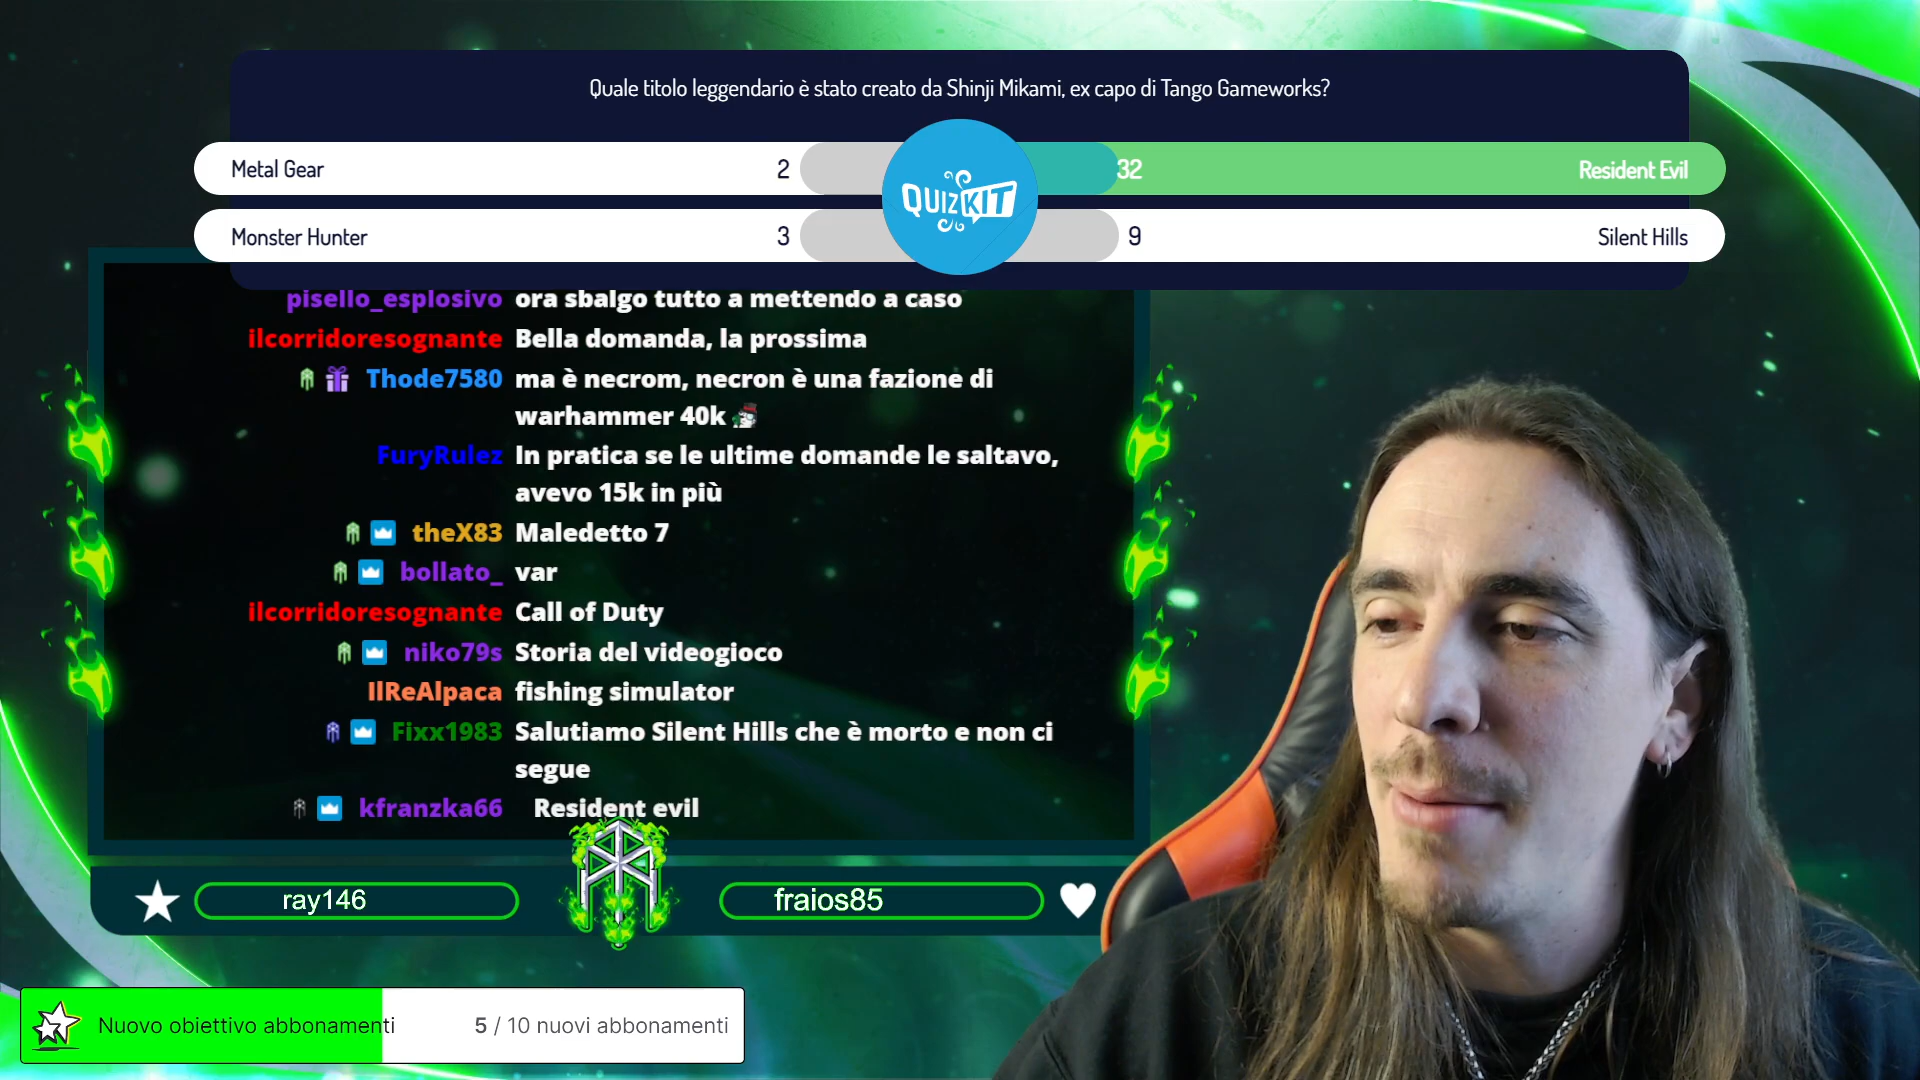 Quale titolo leggendario è stato creato da Shinji Mikami, ex capo di Tango Gameworks?
Metal Gear 2
32 Resident Evil
QUIZKIT
Monster Hunter 3
9 Silent Hills
pisello_esplosivo ora sbalgo tutto a mettendo a caso
ilcorridoresognante Bella domanda, la prossima
Thode7580 ma è necrom, necron è una fazione di
warhammer 40k
FuryRulez In pratica se le ultime domande le saltavo,
avevo 15k in più
theX83 Maledetto 7
bollato_ var
ilcorridoresognante Call of Duty
niko79s Storia del videogioco
IlReAlpaca fishing simulator
Fixx1983 Salutiamo Silent Hills che è morto e non ci
segue
kfranzka66 Resident evil
ray146
fraios85
Nuovo obiettivo abbonamenti 5 / 10 nuovi abbonamenti